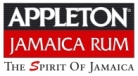 APPLETON®
JAMAICA RUM
THE SPIRIT OF JAMAICA